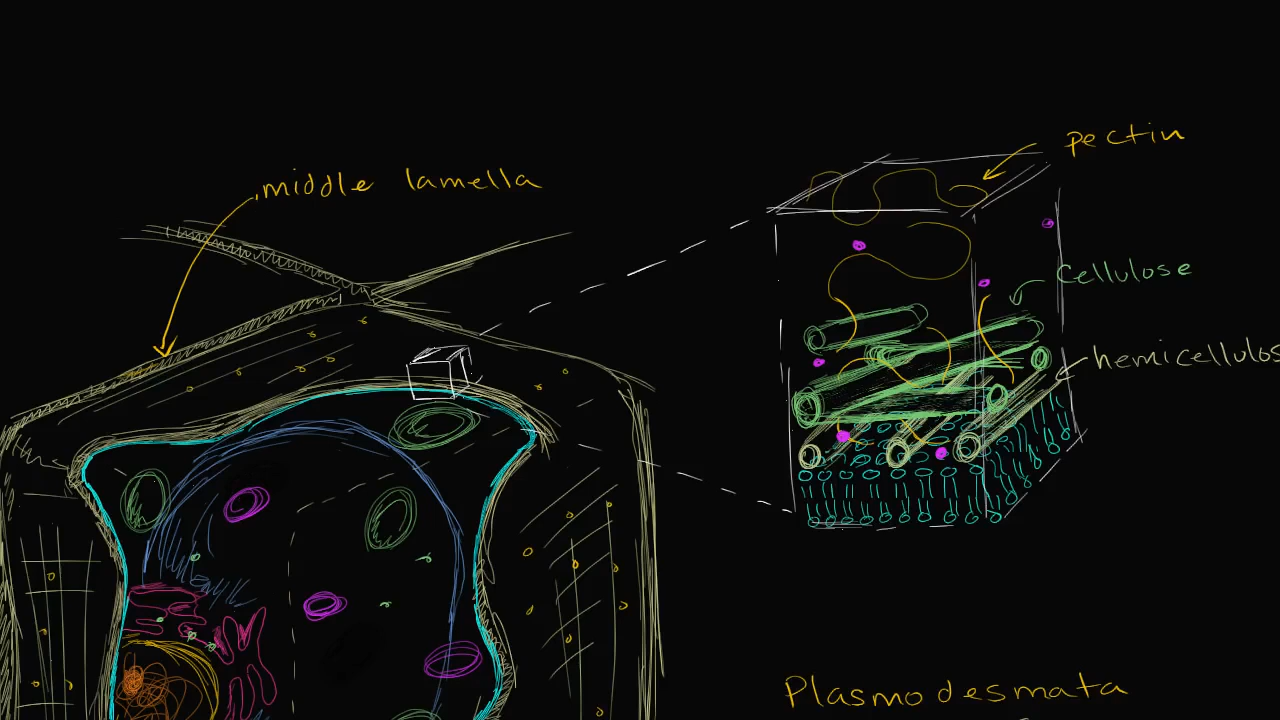 pectin
middle lamella
cellulose
hemicellulos
Plasmodesmata